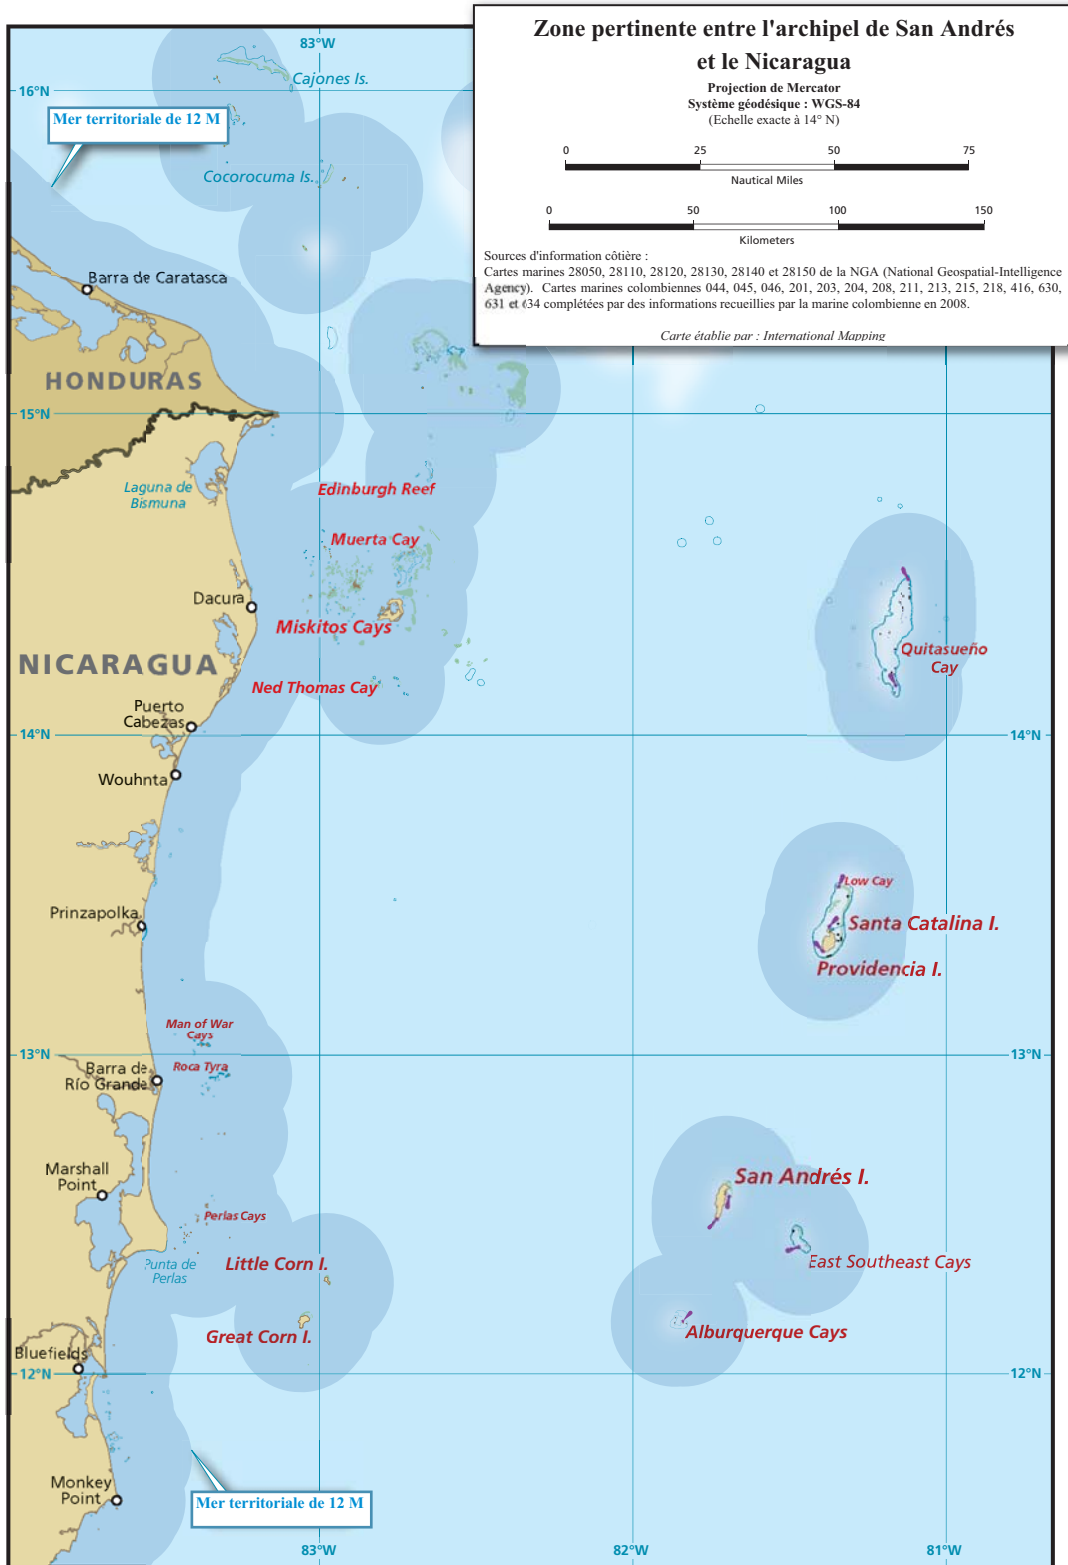 Zone pertinente entre l'archipel de San Andrés
et le Nicaragua
Projection de Mercator
Système géodésique : WGS-84
(Echelle exacte à 14° N)
0 25 50 75
Nautical Miles
0 50 100 150
Kilometers
Sources d'information côtière :
Cartes marines 28050, 28110, 28120, 28130, 28140 et 28150 de la NGA (National Geospatial-Intelligence
Agency). Cartes marines colombiennes 044, 045, 046, 201, 203, 204, 208, 211, 213, 215, 218, 416, 630,
631 et 634 complétées par des informations recueillies par la marine colombienne en 2008.
Carte établie par : International Mapping
83°W
Cajones Is.
16°N
Mer territoriale de 12 M
Cocorocuma Is.
Barra de Caratasca
HONDURAS
15°N
Laguna de
Bismuna
Edinburgh Reef
Muerta Cay
Dacura
Miskitos Cays
Quitasueño
Cay
NICARAGUA
Ned Thomas Cay
Puerto
Cabezas
14°N
14°N
Wouhnta
Low Cay
Prinzapolka
Santa Catalina I.
Providencia I.
Man of War
Cays
13°N
13°N
Barra de
Río Grande
Roca Tyra
Marshall
Point
San Andrés I.
Perlas Cays
Punta de
Perlas
Little Corn I.
East Southeast Cays
Great Corn I.
Alburquerque Cays
Bluefields
12°N
12°N
Monkey
Point
Mer territoriale de 12 M
83°W
82°W
81°W